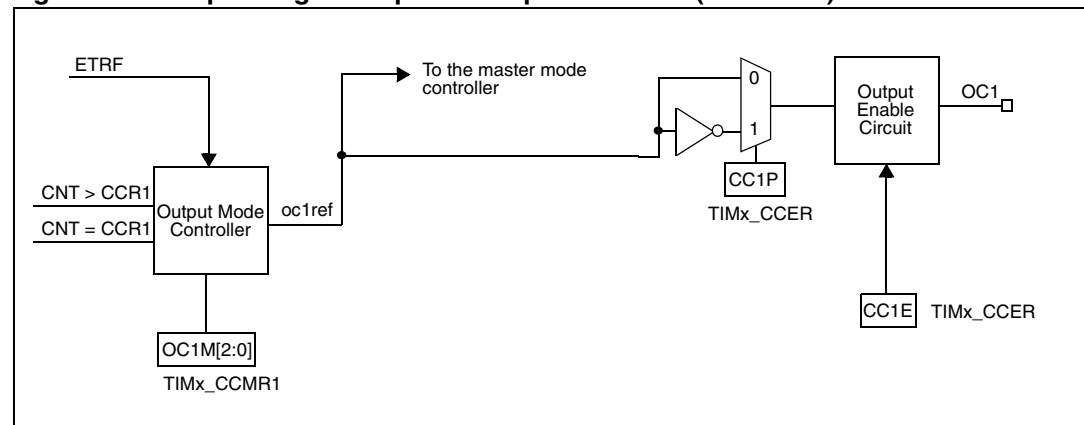 ETRF
To the master mode
controller
0
1
Output
Enable
Circuit
OC1
CNT > CCR1
CNT = CCR1
Output Mode
Controller
oc1ref
CC1P
TIMx_CCER
CC1E
TIMx_CCER
OC1M[2:0]
TIMx_CCMR1